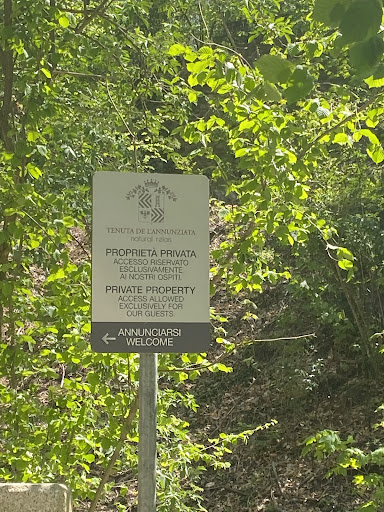 TENUTA DE L'ANNUNZIATA
natural relais
PROPRIETÀ PRIVATA
ACCESSO RISERVATO
ESCLUSIVAMENTE
AI NOSTRI OSPITI.
PRIVATE PROPERTY
ACCESS ALLOWED
EXCLUSIVELY FOR
OUR GUESTS.
ANNUNCIARSI
WELCOME